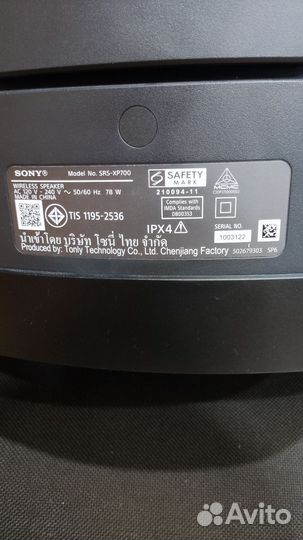 SONY® Model No. SRS-XP700
WIRELESS SPEAKER
AC 120 V - 240 V ~ 50/60 Hz 78 W
MADE IN CHINA
SAFETY
MARK
210094-11
MCMC
Complies with
IMDA Standards
DB00353
TIS 1195-2536
IPX4
SERIAL NO.
1003122
นำเข้าโดย บริษัท โซนี่ ไทย จำกัด
Produced by: Tonly Technology Co., Ltd. Chenjiang Factory
502679303 SP6
Avito